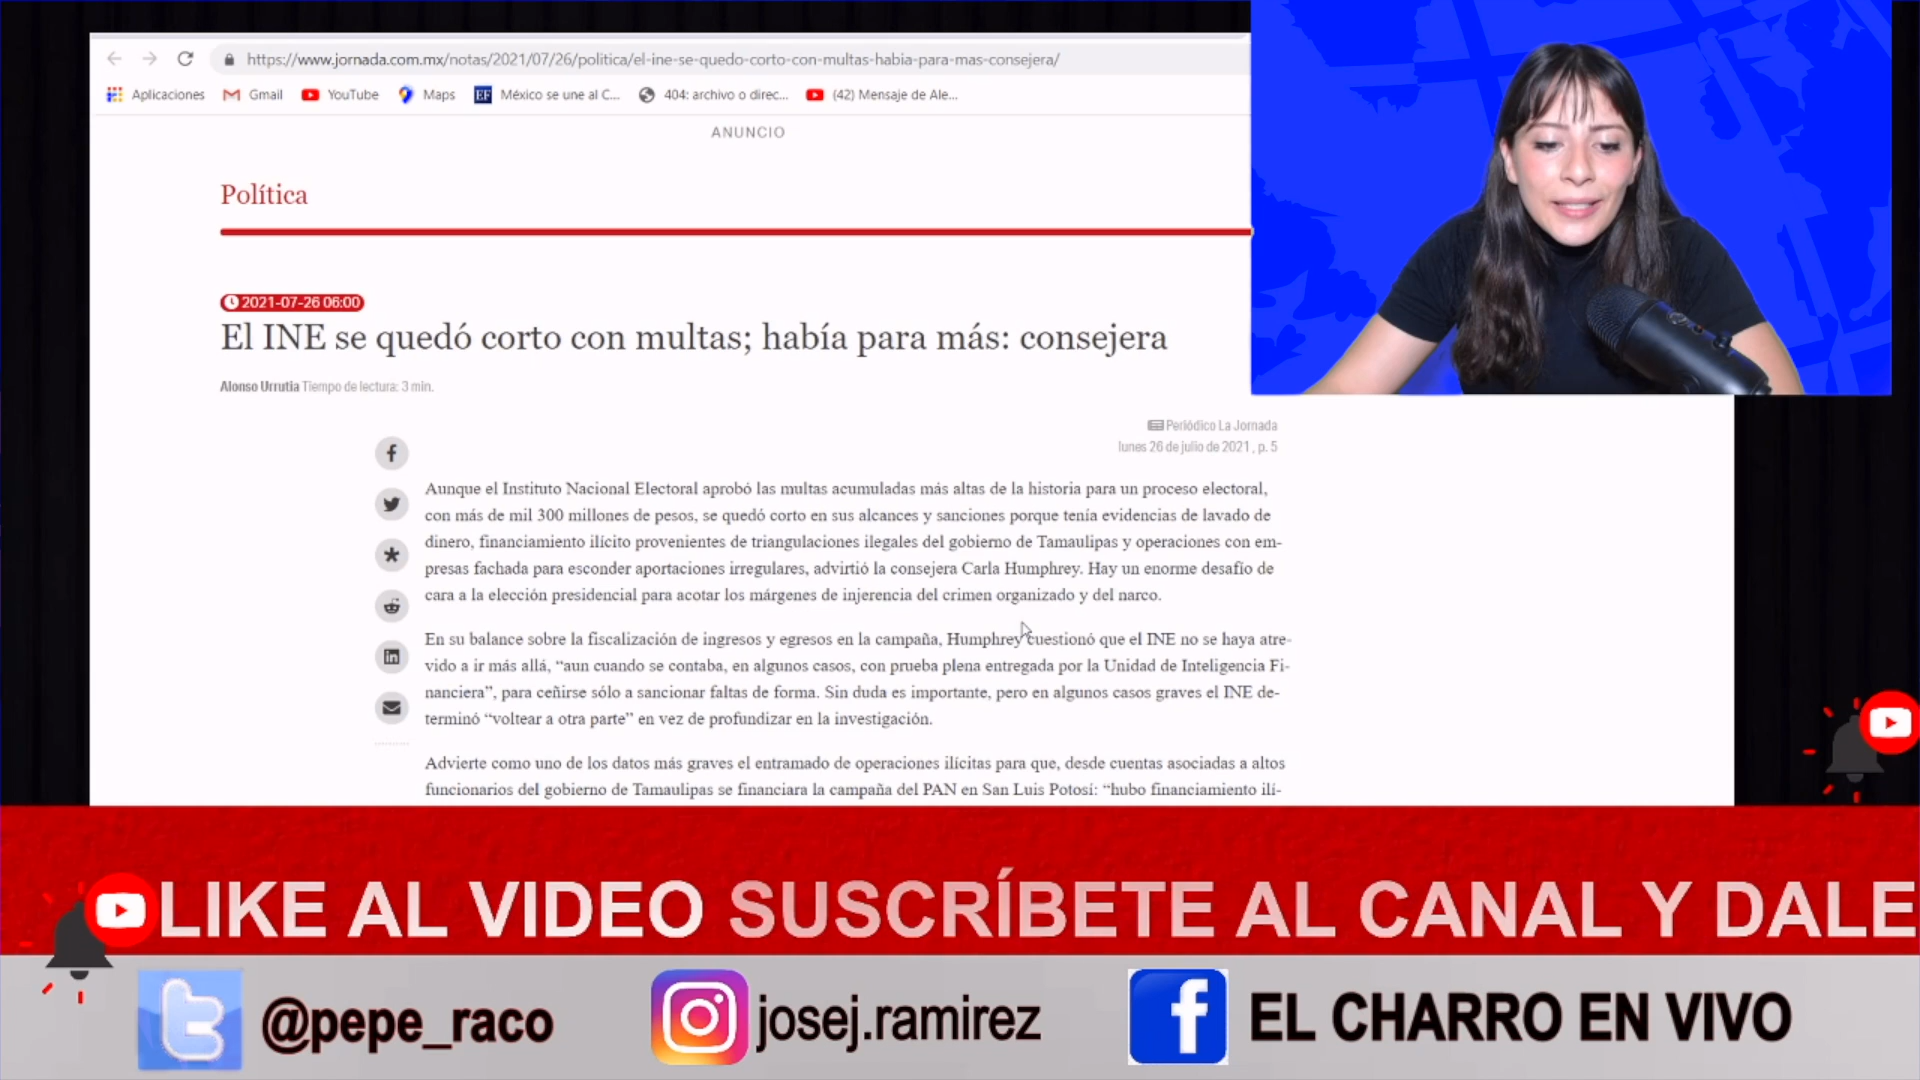 https://www.jornada.com.mx/notas/2021/07/26/politica/el-ine-se-quedo-corto-con-multas-habia-para-mas-consejera/
Aplicaciones Gmail YouTube Maps EF México se une al C... 404: archivo o direc... (42) Mensaje de Ale...
ANUNCIO
Política
2021-07-26 06:00
El INE se quedó corto con multas; había para más: consejera
Alonso Urrutia Tiempo de lectura: 3 min.
Periódico La Jornada
lunes 26 de julio de 2021 , p. 5
Aunque el Instituto Nacional Electoral aprobó las multas acumuladas más altas de la historia para un proceso electoral,
con más de mil 300 millones de pesos, se quedó corto en sus alcances y sanciones porque tenía evidencias de lavado de
dinero, financiamiento ilícito provenientes de triangulaciones ilegales del gobierno de Tamaulipas y operaciones con em-
presas fachada para esconder aportaciones irregulares, advirtió la consejera Carla Humphrey. Hay un enorme desafío de
cara a la elección presidencial para acotar los márgenes de injerencia del crimen organizado y del narco.
En su balance sobre la fiscalización de ingresos y egresos en la campaña, Humphrey cuestionó que el INE no se haya atre-
vido a ir más allá, “aun cuando se contaba, en algunos casos, con prueba plena entregada por la Unidad de Inteligencia Fi-
nanciera”, para ceñirse sólo a sancionar faltas de forma. Sin duda es importante, pero en algunos casos graves el INE de-
terminó “voltear a otra parte” en vez de profundizar en la investigación.
Advierte como uno de los datos más graves el entramado de operaciones ilícitas para que, desde cuentas asociadas a altos
funcionarios del gobierno de Tamaulipas se financiara la campaña del PAN en San Luis Potosí: “hubo financiamiento ilí-
LIKE AL VIDEO SUSCRÍBETE AL CANAL Y DALE
@pepe_raco josej.ramirez EL CHARRO EN VIVO